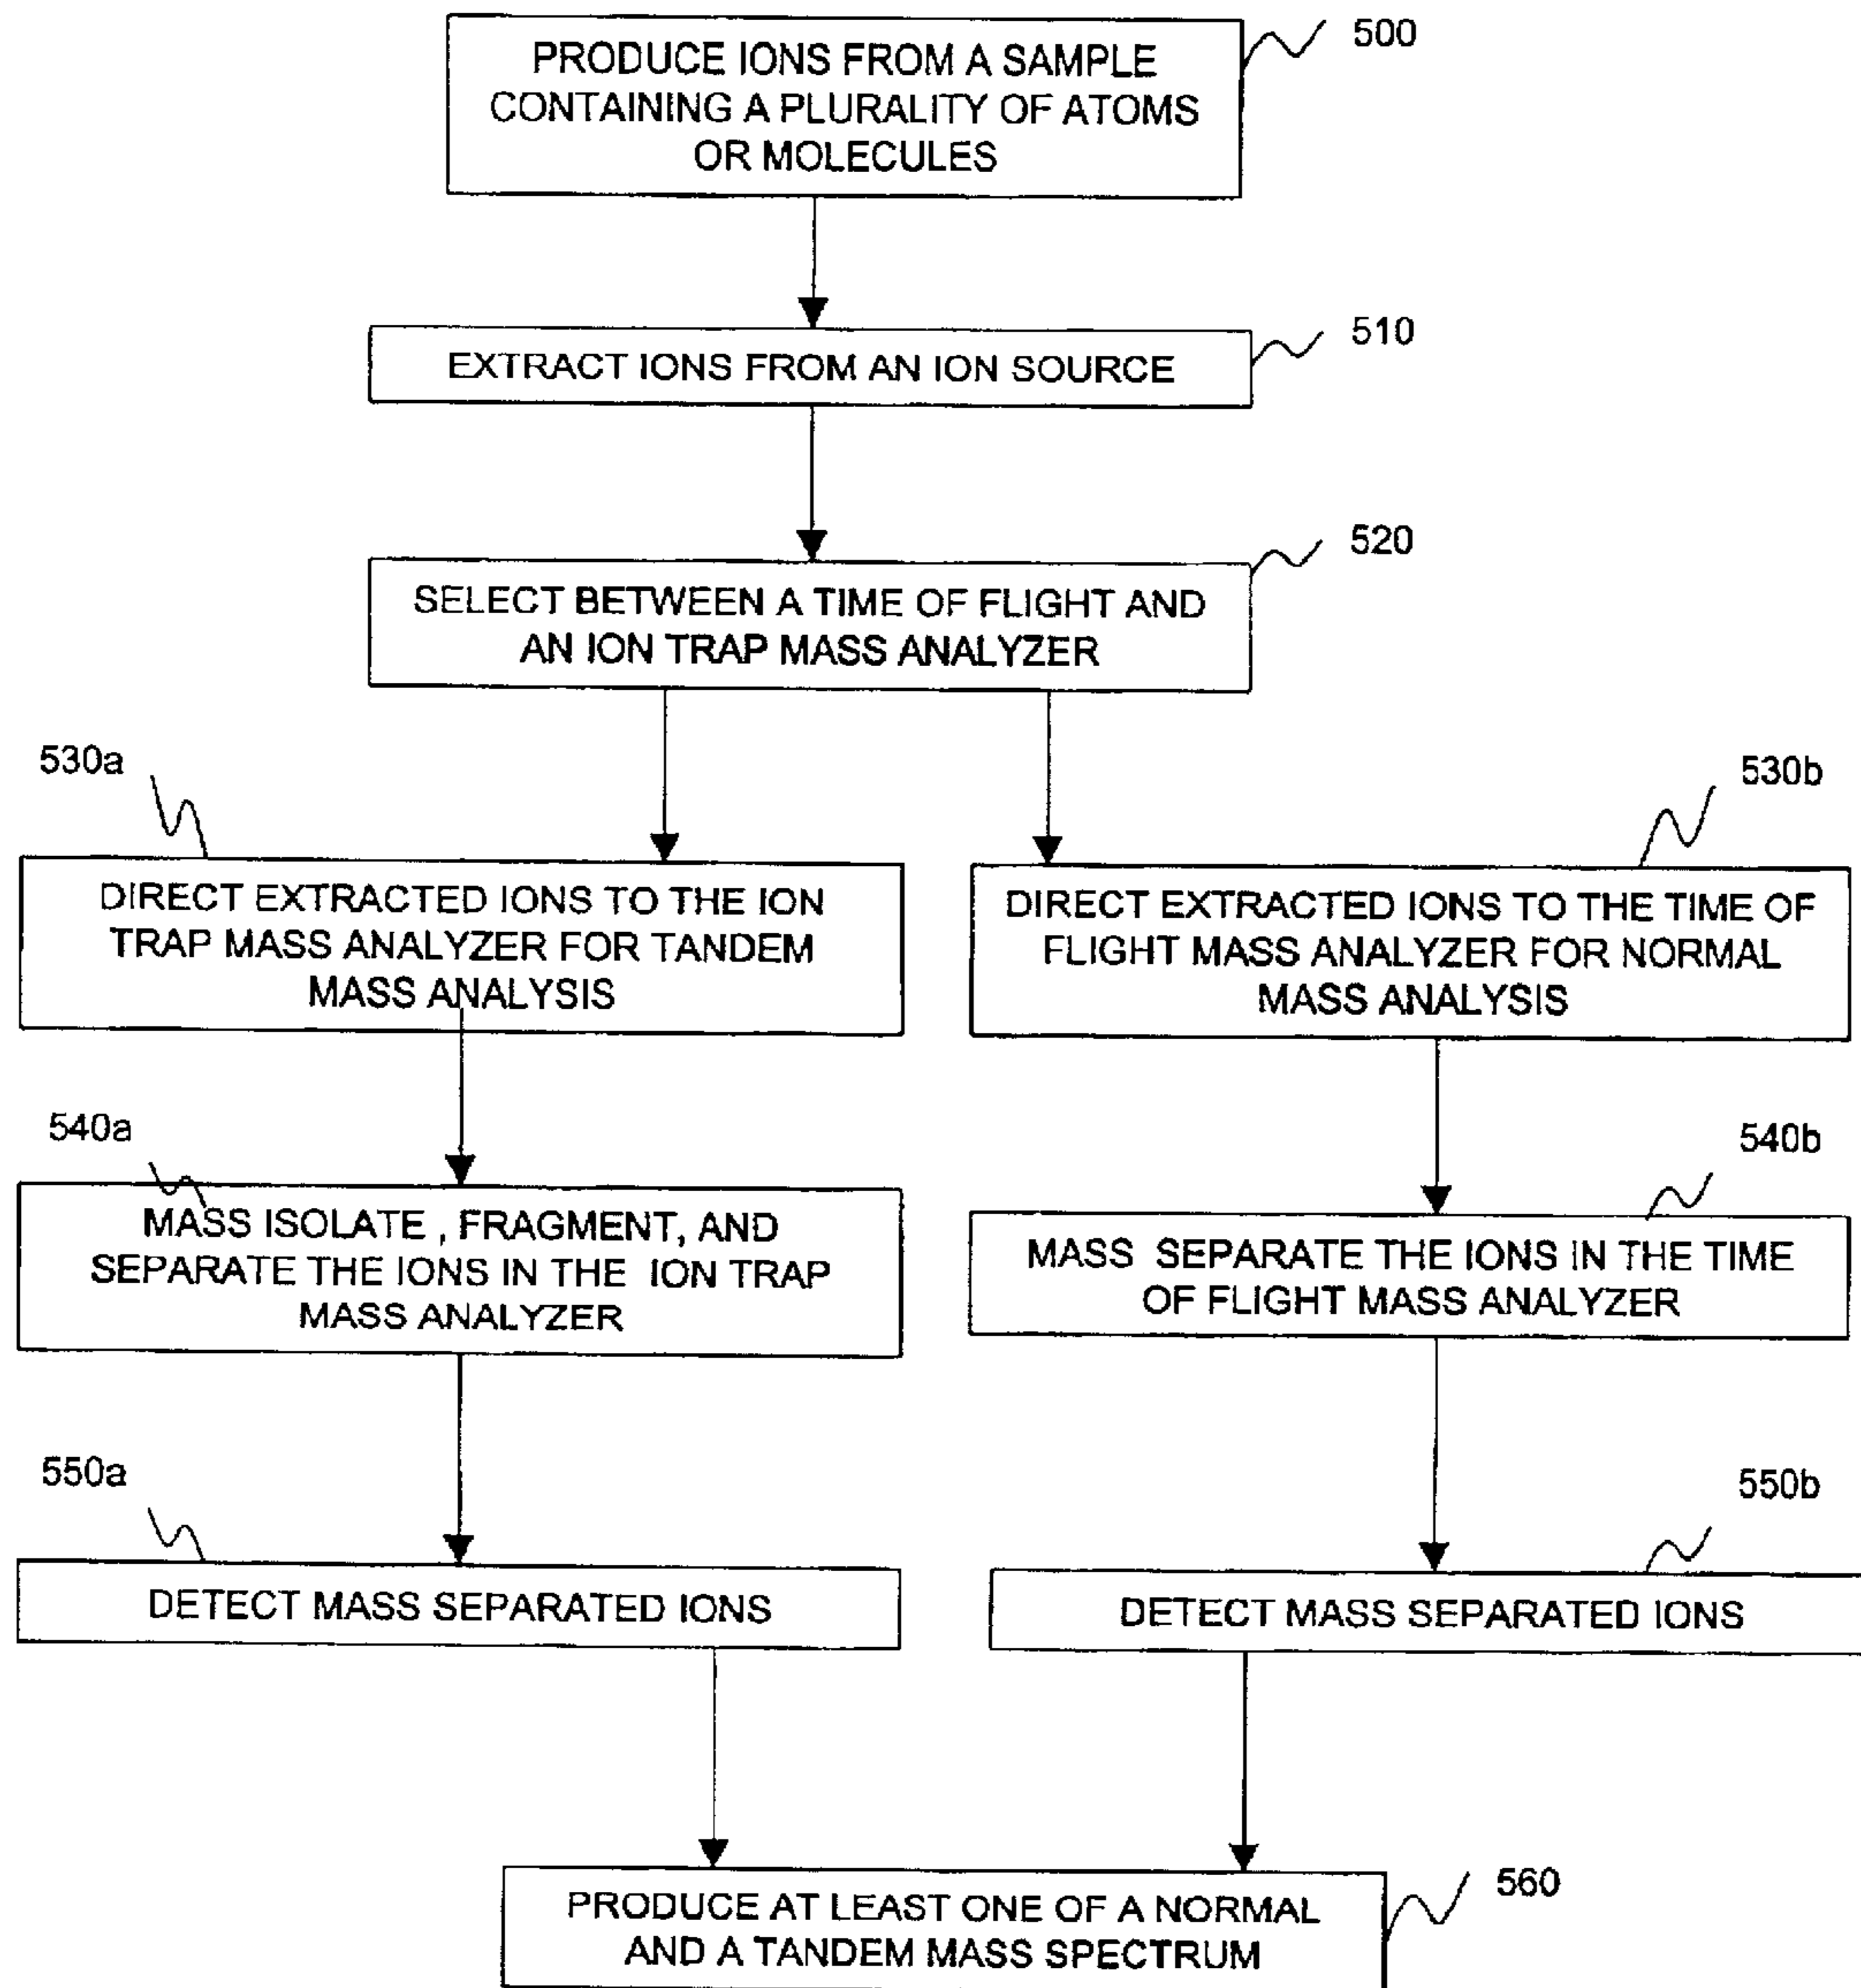 500
PRODUCE IONS FROM A SAMPLE
CONTAINING A PLURALITY OF ATOMS
OR MOLECULES
510
EXTRACT IONS FROM AN ION SOURCE
520
SELECT BETWEEN A TIME OF FLIGHT AND
AN ION TRAP MASS ANALYZER
530a
DIRECT EXTRACTED IONS TO THE ION
TRAP MASS ANALYZER FOR TANDEM
MASS ANALYSIS
530b
DIRECT EXTRACTED IONS TO THE TIME OF
FLIGHT MASS ANALYZER FOR NORMAL
MASS ANALYSIS
540a
MASS ISOLATE , FRAGMENT, AND
SEPARATE THE IONS IN THE ION TRAP
MASS ANALYZER
540b
MASS SEPARATE THE IONS IN THE TIME
OF FLIGHT MASS ANALYZER
550a
DETECT MASS SEPARATED IONS
550b
DETECT MASS SEPARATED IONS
560
PRODUCE AT LEAST ONE OF A NORMAL
AND A TANDEM MASS SPECTRUM